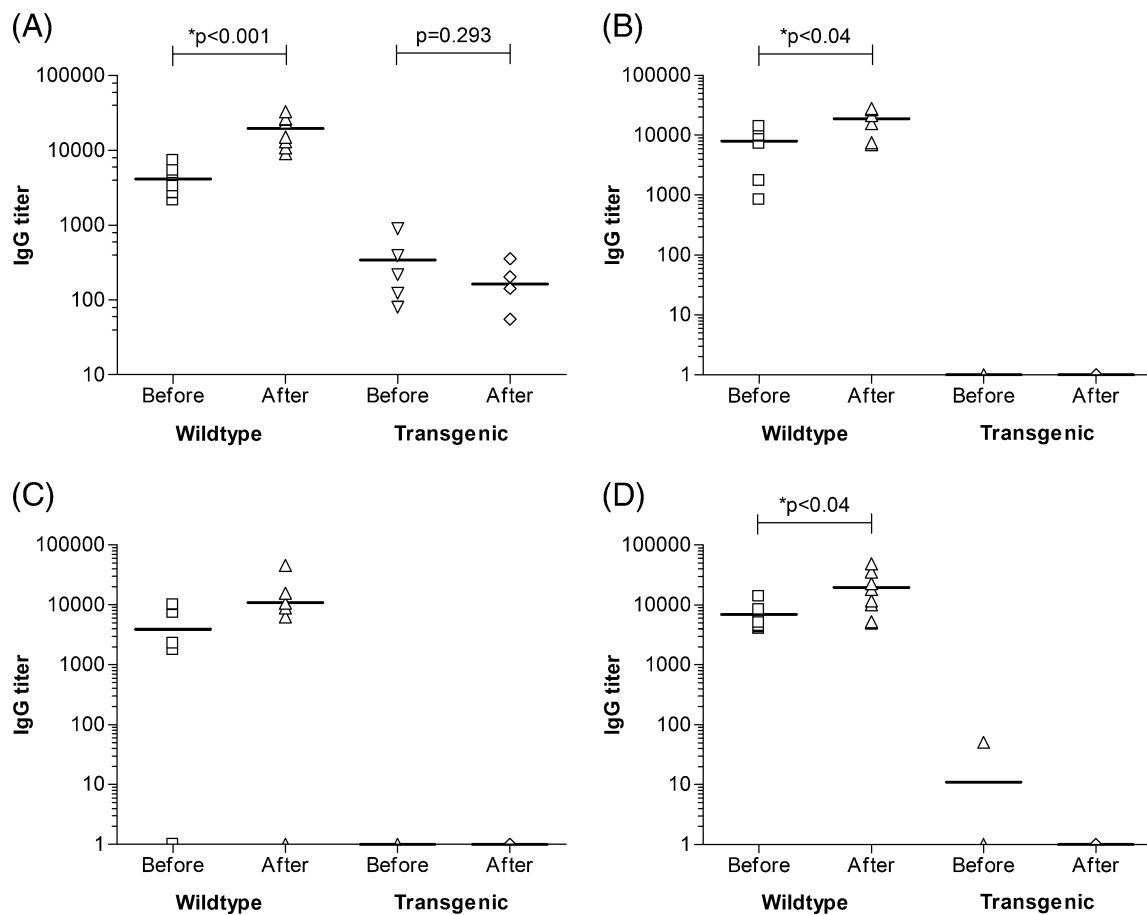 (A)
*p<0.001
p=0.293
100000
10000
1000
100
10
IgG titer
Before
After
Before
After
Wildtype
Transgenic
(B)
*p<0.04
100000
10000
1000
100
10
1
IgG titer
Before
After
Before
After
Wildtype
Transgenic
(C)
100000
10000
1000
100
10
1
IgG titer
Before
After
Before
After
Wildtype
Transgenic
(D)
*p<0.04
100000
10000
1000
100
10
1
IgG titer
Before
After
Before
After
Wildtype
Transgenic